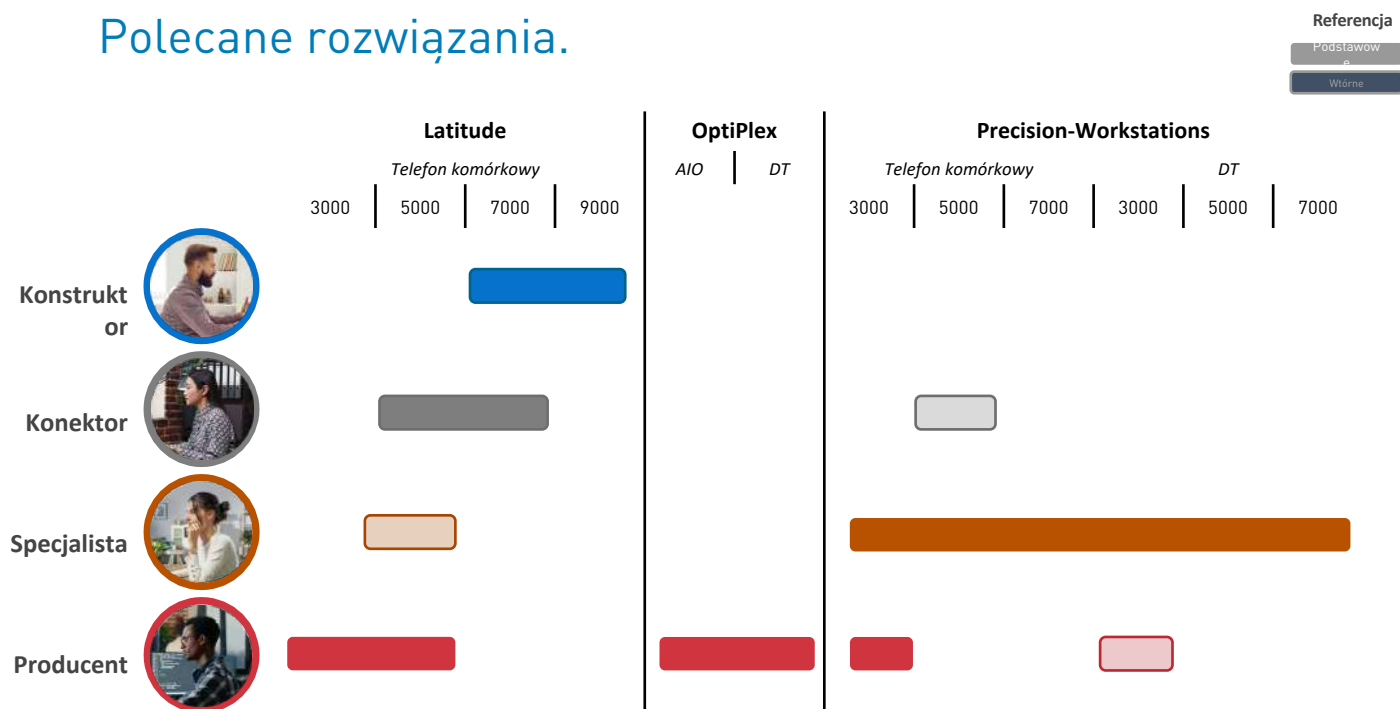 Polecane rozwiązania.
Referencja
Podstawow
e
Wtórne
Latitude
OptiPlex
Precision-Workstations
Telefon komórkowy
AIO
DT
Telefon komórkowy
DT
3000
5000
7000
9000
3000
5000
7000
3000
5000
7000
Konstrukt
or
Konektor
Specjalista
Producent